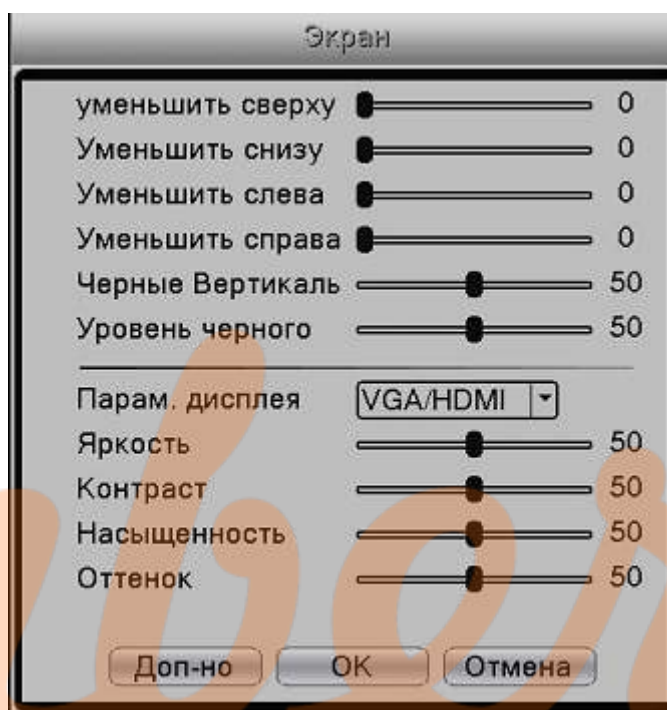 Экран
уменьшить сверху 0
Уменьшить снизу 0
Уменьшить слева 0
Уменьшить справа 0
Черные Вертикаль 50
Уровень черного 50
Парам. дисплея VGA/HDMI
Яркость 50
Контраст 50
Насыщенность 50
Оттенок 50
Доп-но OK Отмена